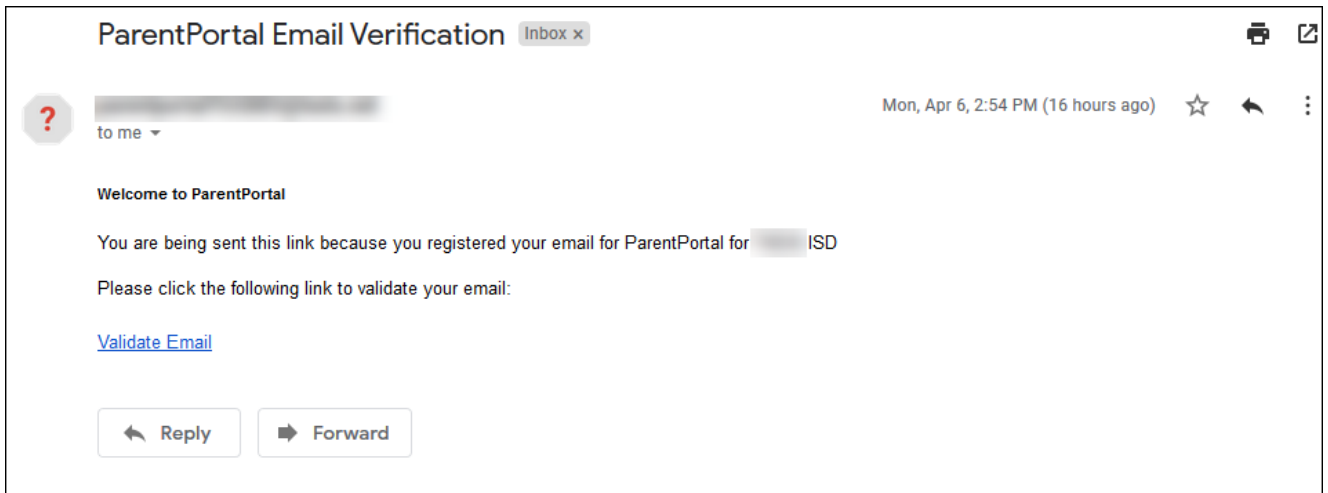 ParentPortal Email Verification Inbox x
?
Mon, Apr 6, 2:54 PM (16 hours ago)
to me
Welcome to ParentPortal
You are being sent this link because you registered your email for ParentPortal for ISD
Please click the following link to validate your email:
Validate Email
Reply Forward